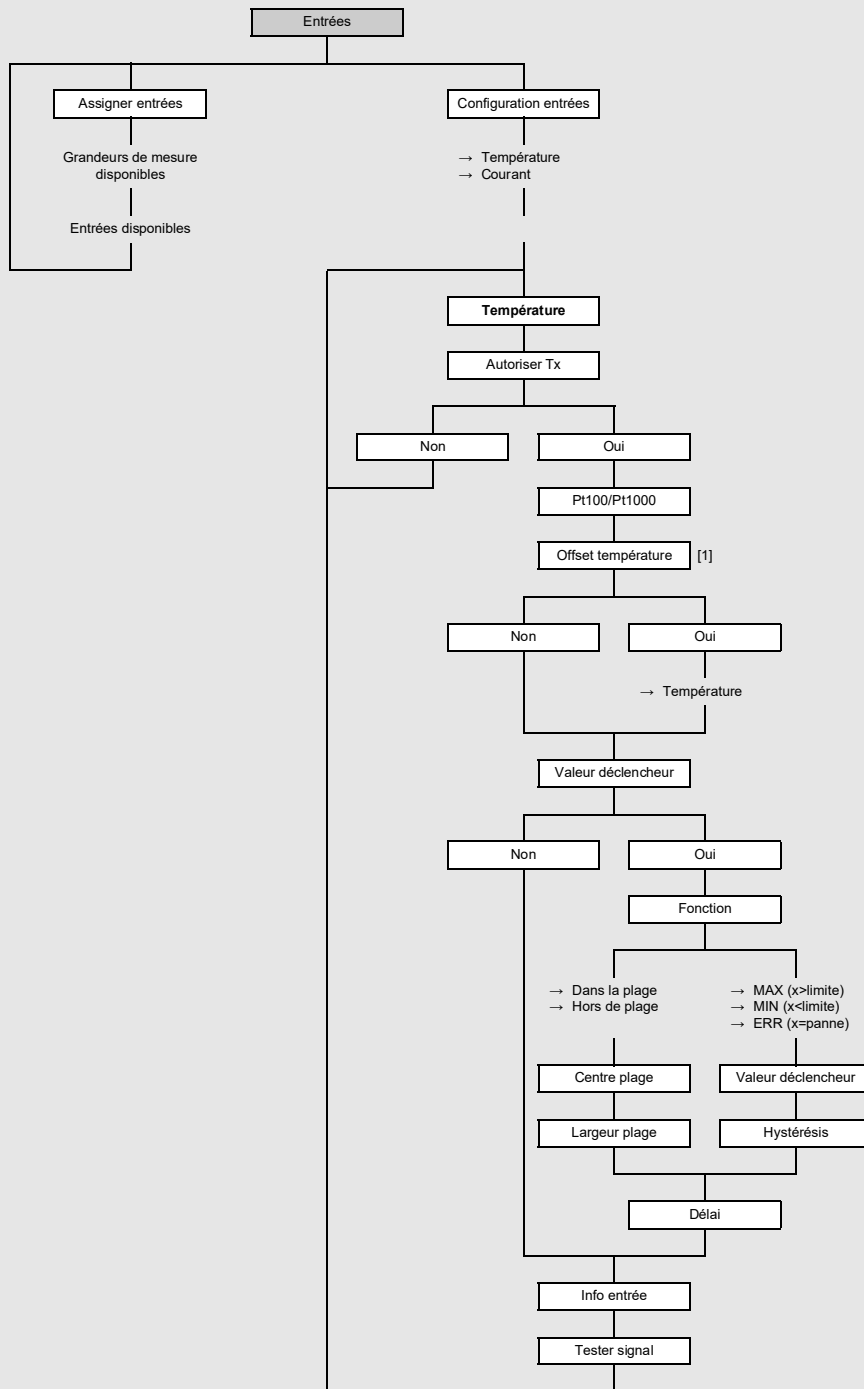 Entrées
Assigner entrées
Configuration entrées
Grandeurs de mesure
disponibles
→ Température
→ Courant
Entrées disponibles
Température
Autoriser Tx
Non
Oui
Pt100/Pt1000
Offset température [1]
Non
Oui
→ Température
Valeur déclencheur
Non
Oui
Fonction
→ Dans la plage
→ Hors de plage
→ MAX (x>limite)
→ MIN (x<limite)
→ ERR (x=panne)
Centre plage
Valeur déclencheur
Largeur plage
Hystérésis
Délai
Info entrée
Tester signal